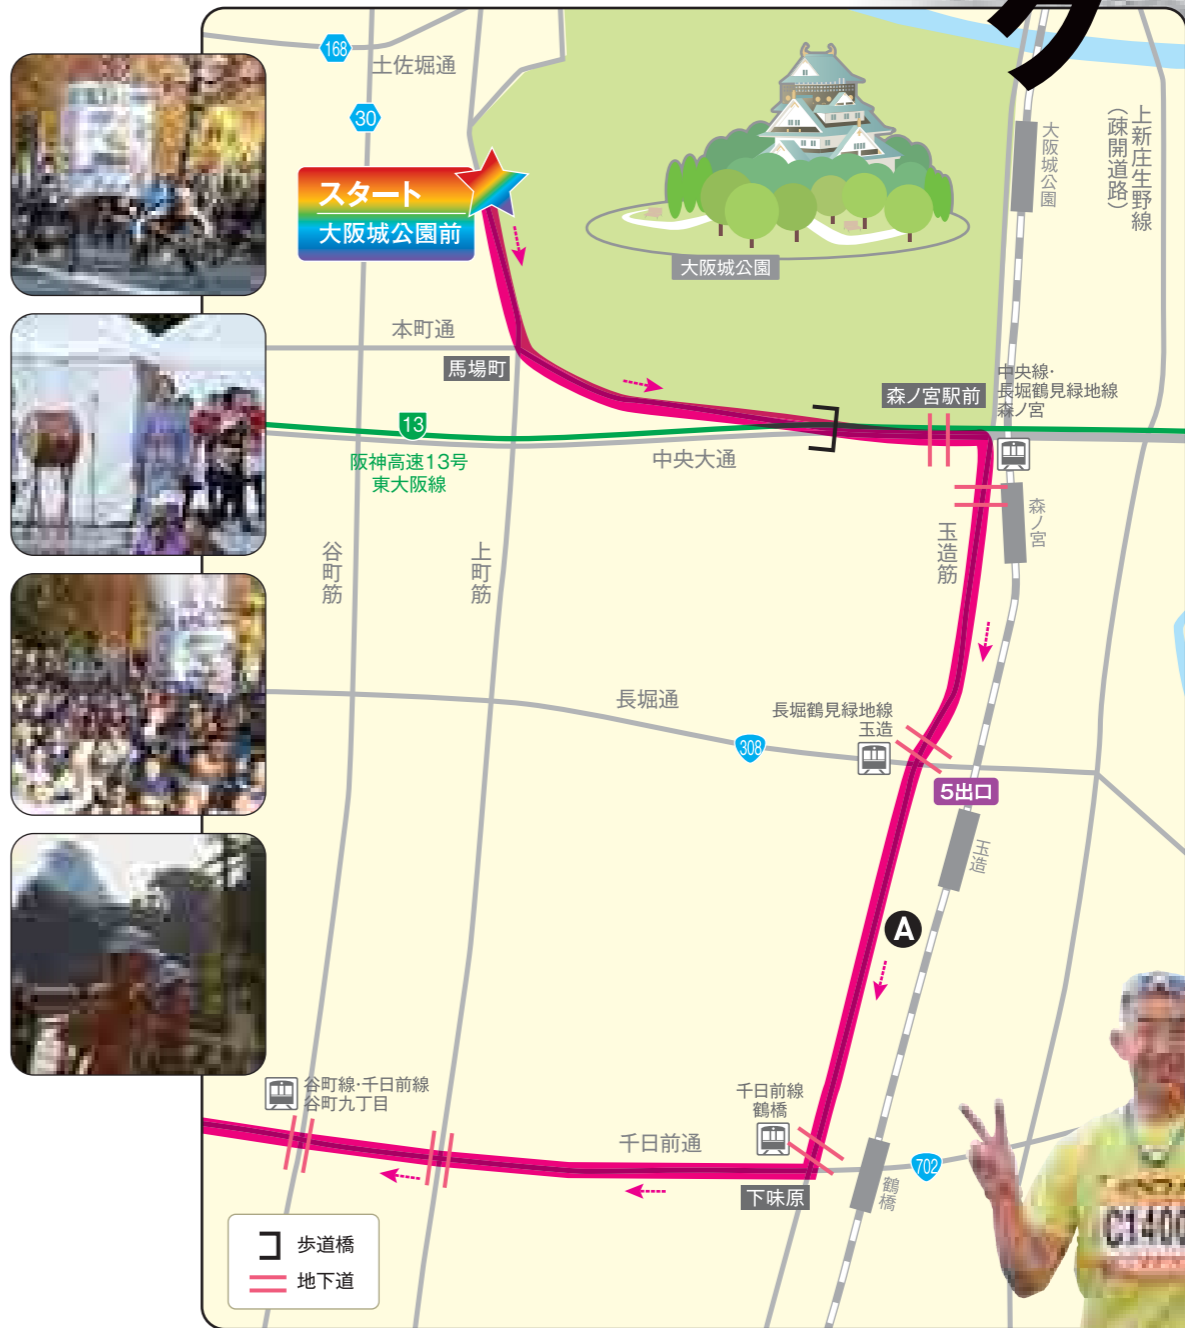 168
土佐堀通
30
スタート
大阪城公園前
大阪城公園
大阪城公園
上新庄生野線
（疎開道路）
本町通
馬場町
森ノ宮駅前
中央線・
長堀鶴見緑地線
森ノ宮
13
阪神高速13号
東大阪線
中央大通
森ノ宮
玉造筋
谷町筋
上町筋
長堀通
308
長堀鶴見緑地線
玉造
5出口
玉造
A
谷町線・千日前線
谷町九丁目
千日前線
鶴橋
千日前通
702
下味原
鶴橋
歩道橋
地下道
C1400